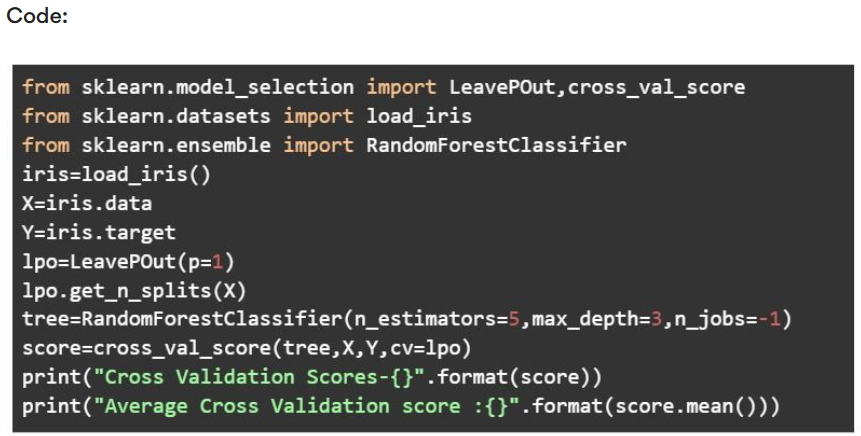 Code:
from sklearn.model_selection import LeavePOut,cross_val_score
from sklearn.datasets import load_iris
from sklearn.ensemble import RandomForestClassifier
iris=load_iris()
X=iris.data
Y=iris.target
lpo=LeavePOut(p=1)
lpo.get_n_splits(X)
tree=RandomForestClassifier(n_estimators=5,max_depth=3,n_jobs=-1)
score=cross_val_score(tree,X,Y,cv=lpo)
print("Cross Validation Scores-{}".format(score))
print("Average Cross Validation score :{}".format(score.mean()))